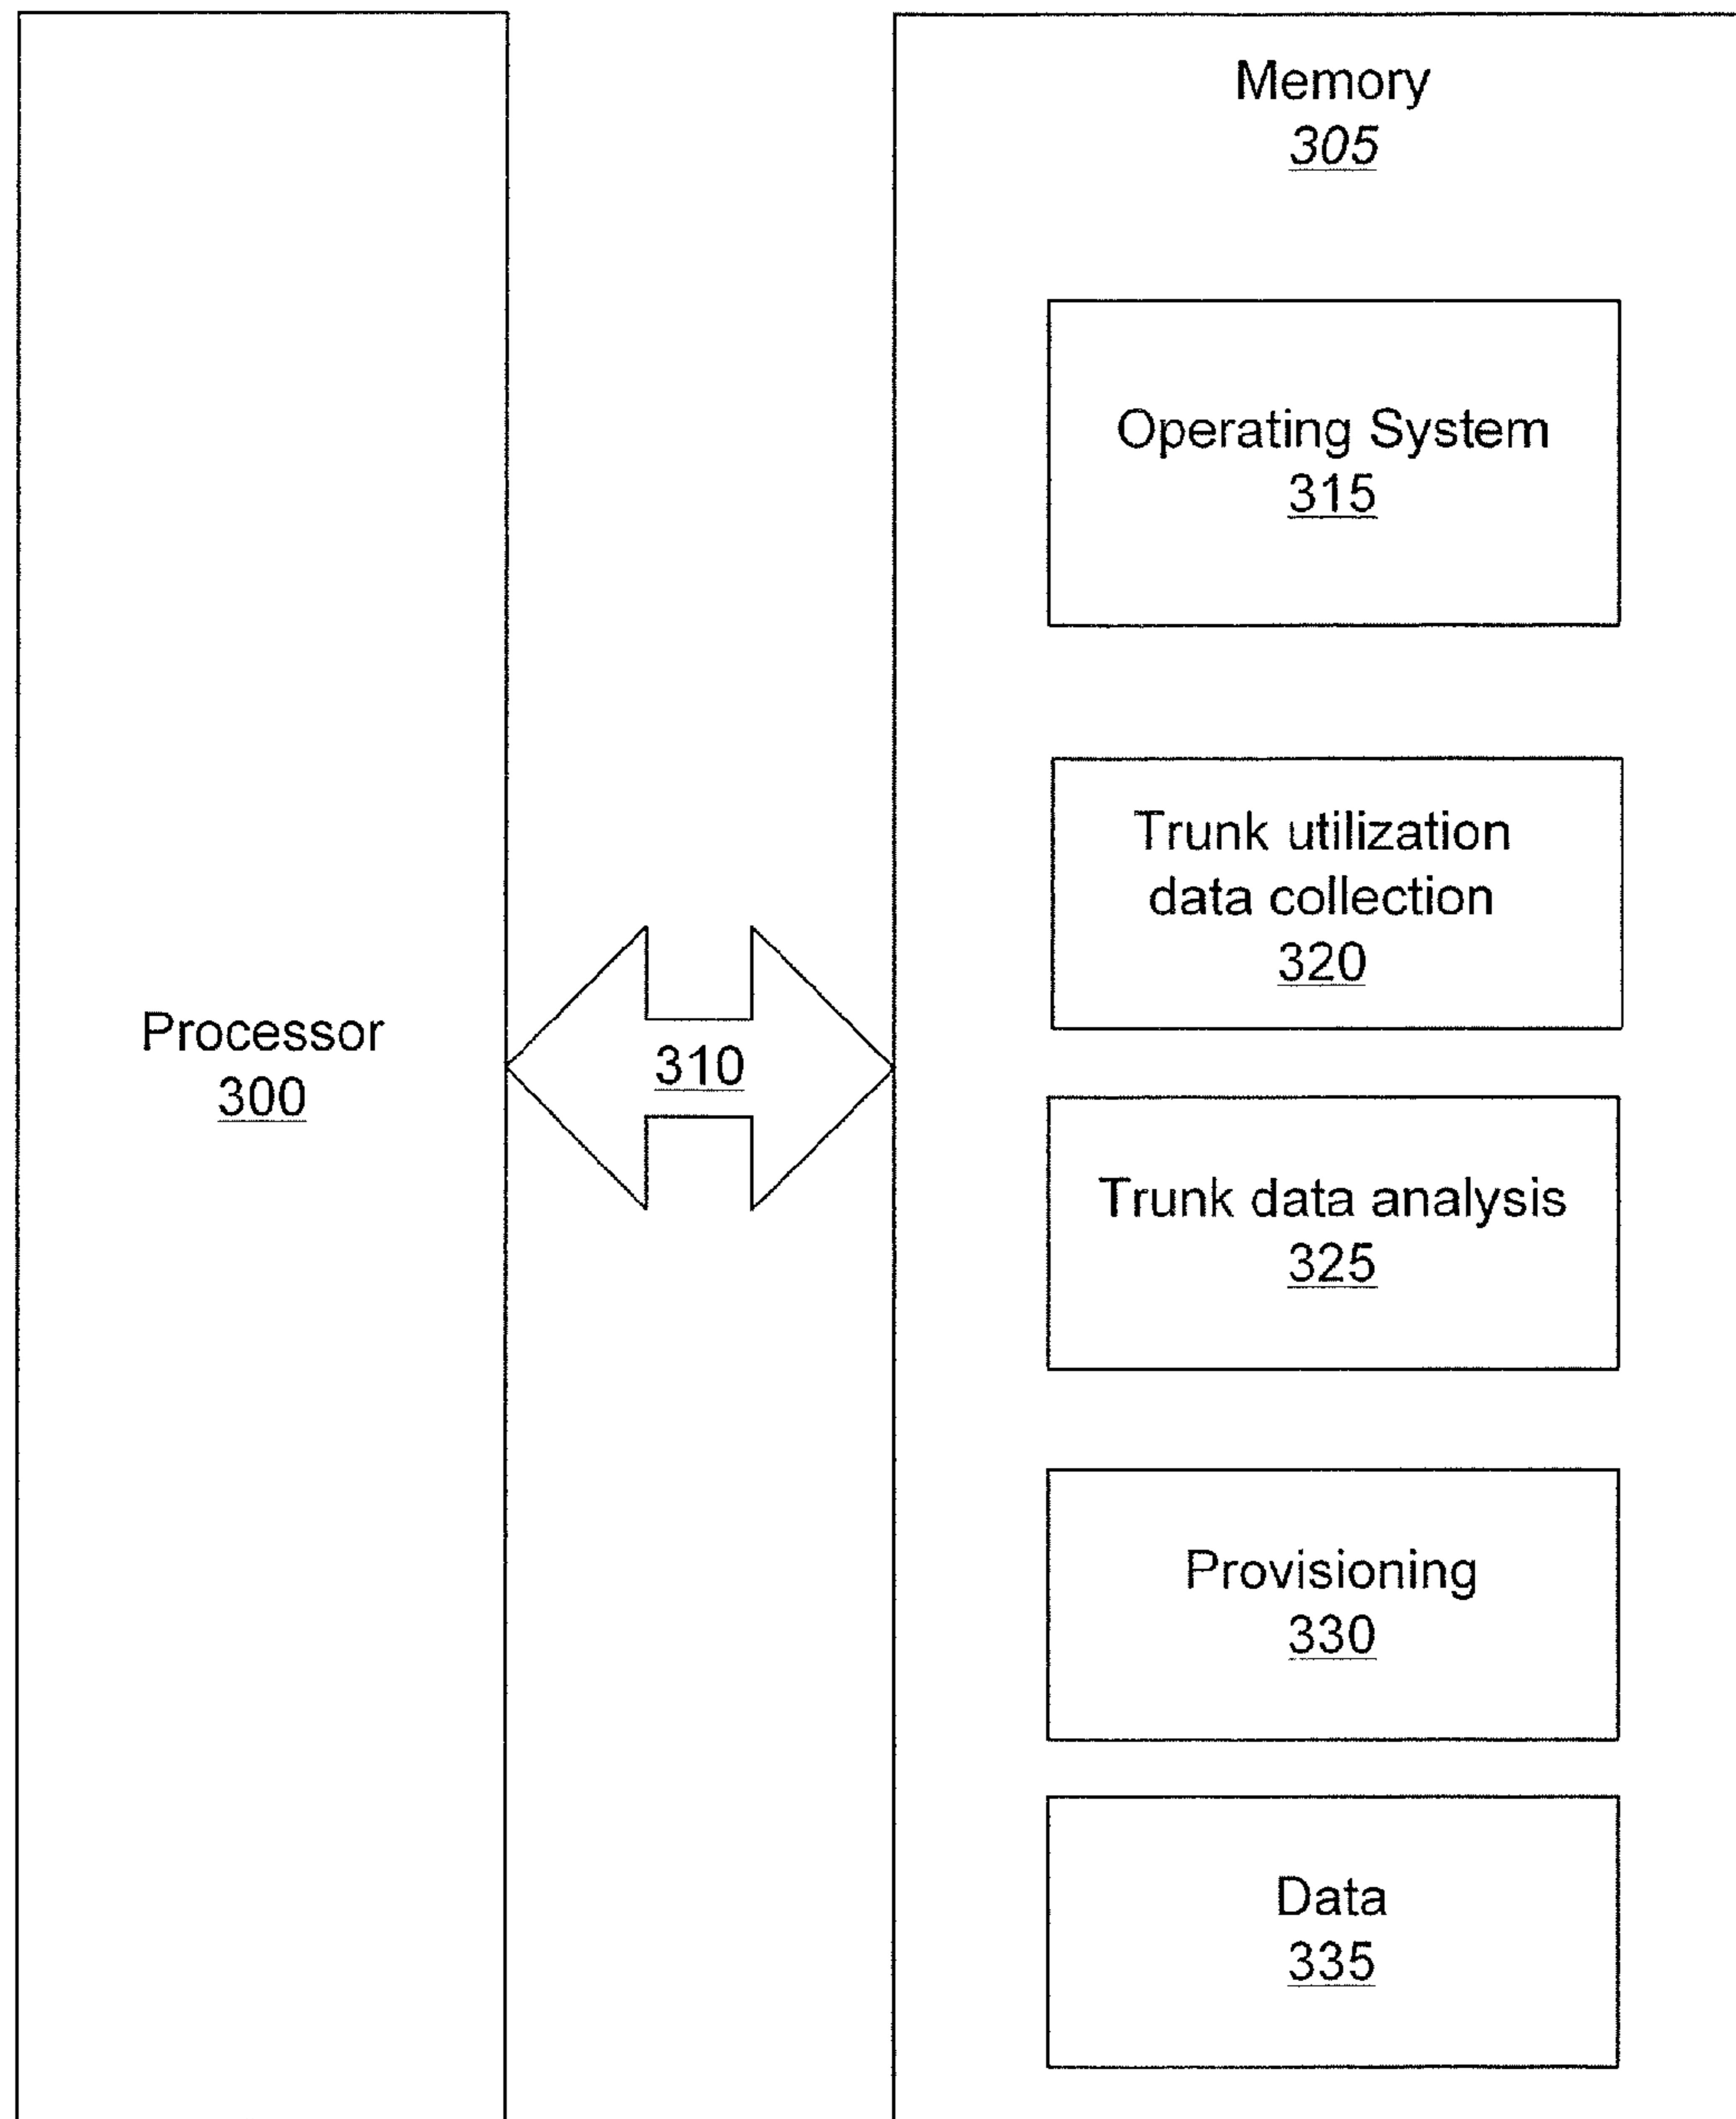 Memory
305
Operating System
315
Trunk utilization
data collection
320
Processor
300
310
Trunk data analysis
325
Provisioning
330
Data
335